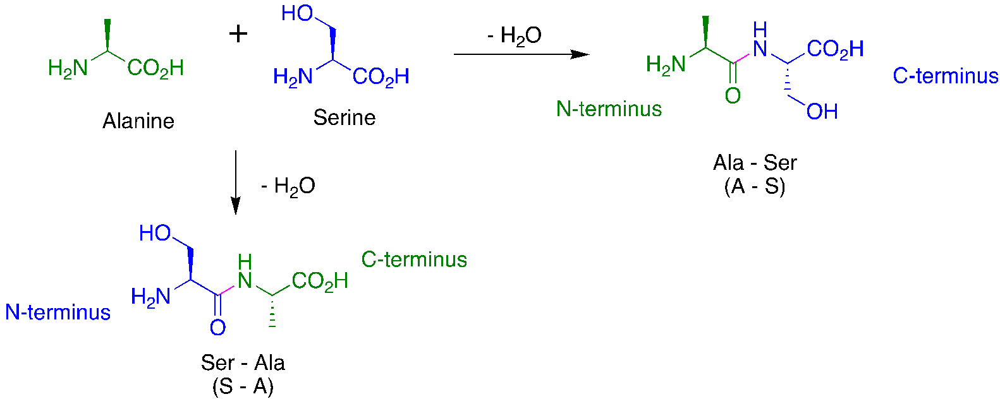 H₂N CO₂H
Alanine
+
HO
H₂N CO₂H
Serine
- H₂O
H₂N
H
N
O
CO₂H
OH
N-terminus
C-terminus
Ala - Ser
(A - S)
- H₂O
HO
H₂N
O
H
N
CO₂H
N-terminus
C-terminus
Ser - Ala
(S - A)